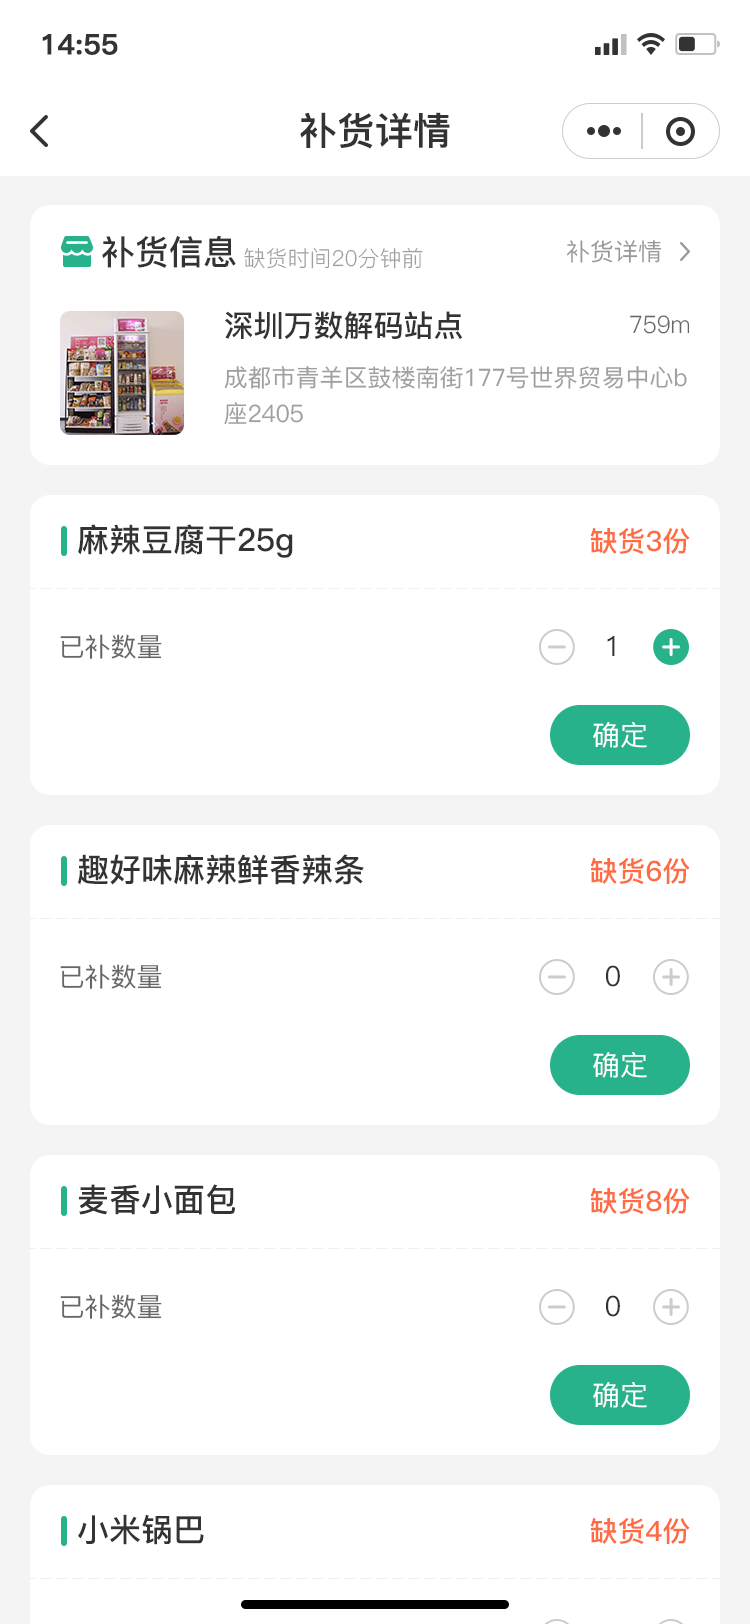 14:55
补货详情
补货信息 缺货时间20分钟前 补货详情
深圳万数解码站点 759m
成都市青羊区鼓楼南街177号世界贸易中心b
座2405
麻辣豆腐干25g 缺货3份
已补数量 1
确定
趣好味麻辣鲜香辣条 缺货6份
已补数量 0
确定
麦香小面包 缺货8份
已补数量 0
确定
小米锅巴 缺货4份